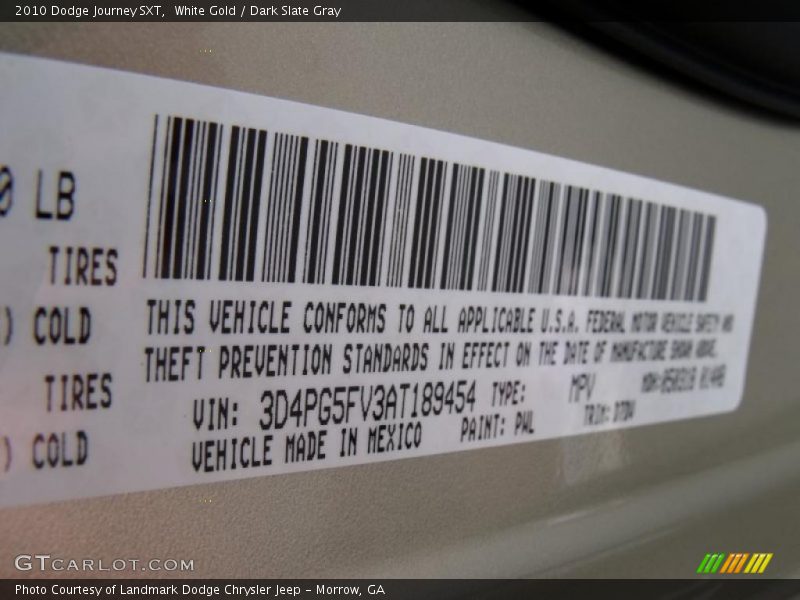 2010 Dodge Journey SXT, White Gold / Dark Slate Gray
0 LB
TIRES
) COLD
TIRES
) COLD
THIS VEHICLE CONFORMS TO ALL APPLICABLE U.S.A. FEDERAL MOTOR VEHICLE SAFETY AND
THEFT PREVENTION STANDARDS IN EFFECT ON THE DATE OF MANUFACTURE SHOWN ABOVE.
VIN: 3D4PG5FV3AT189454 TYPE: MPV
VEHICLE MADE IN MEXICO PAINT: PWL TRIM:
GTCARLOT.COM
Photo Courtesy of Landmark Dodge Chrysler Jeep – Morrow, GA